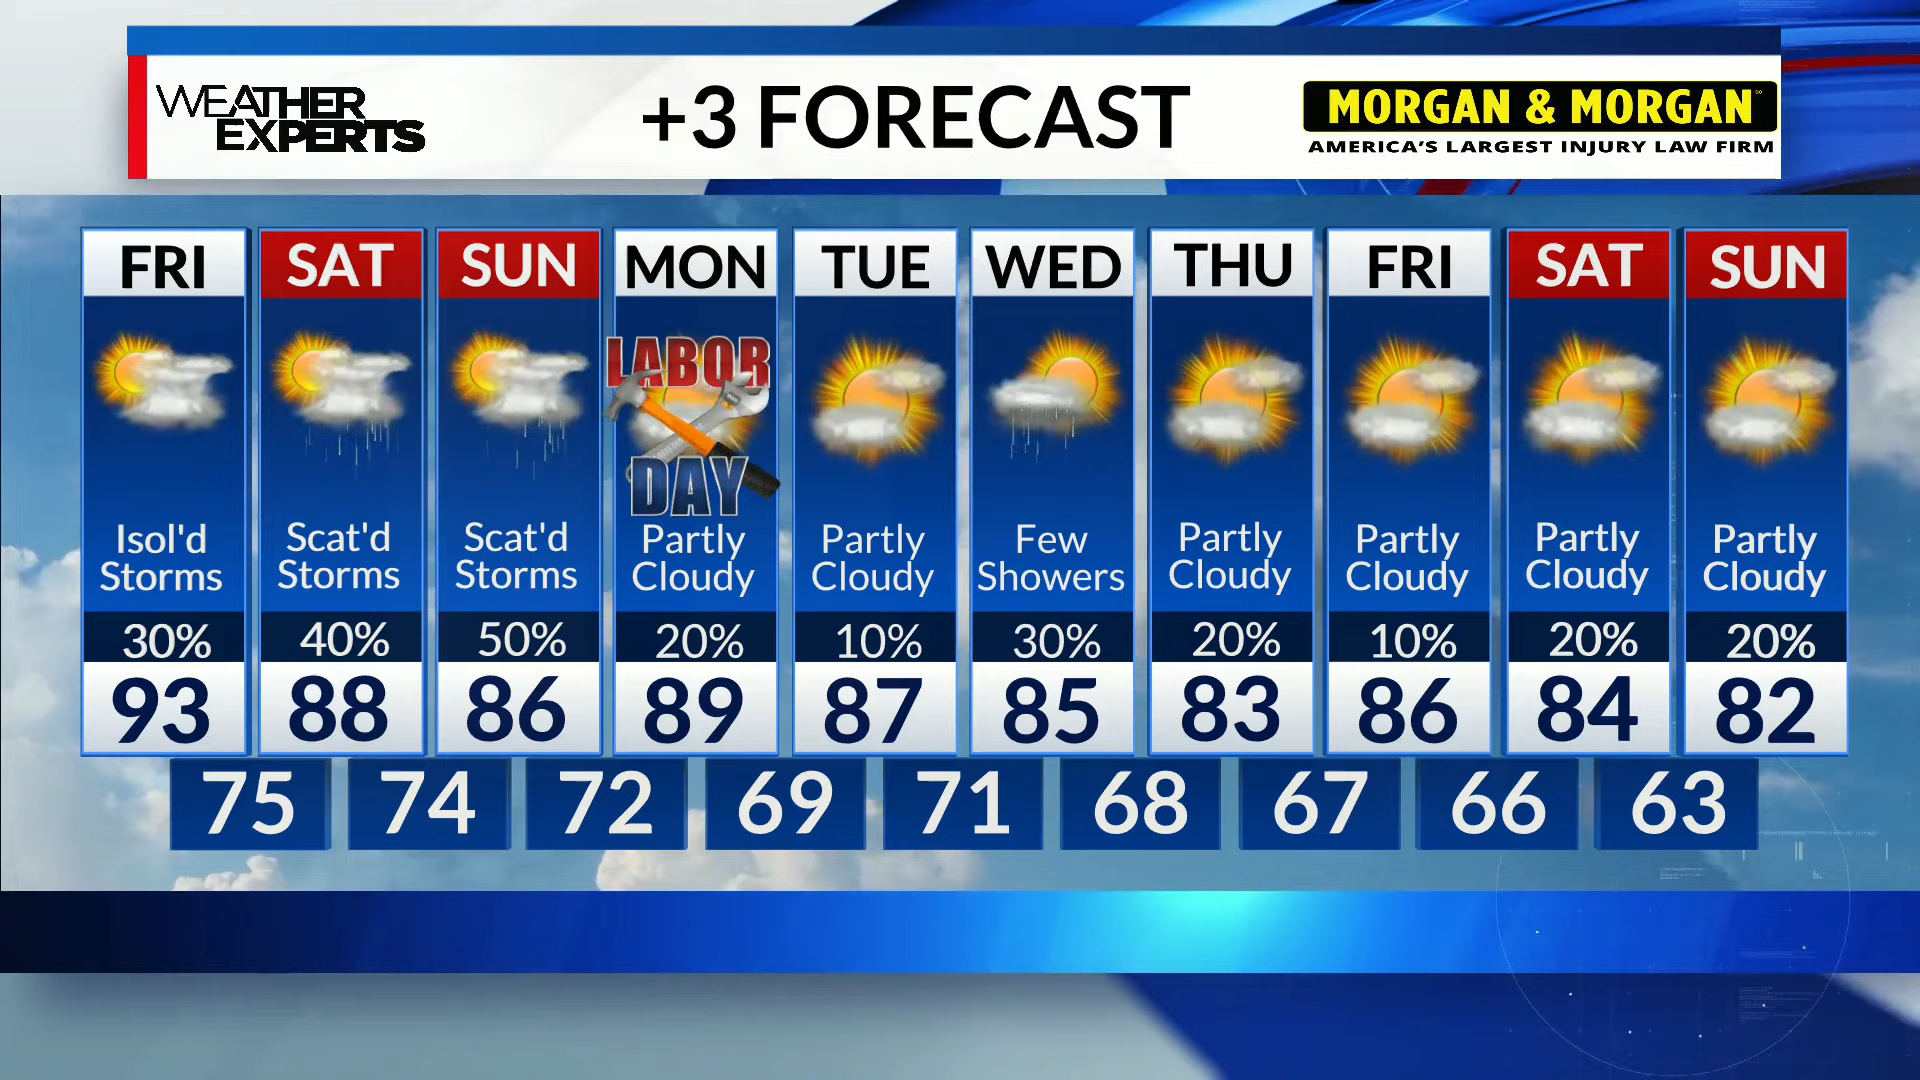 WEATHER
EXPERTS
+3 FORECAST
MORGAN & MORGAN
AMERICA'S LARGEST INJURY LAW FIRM
FRI SAT SUN MON TUE WED THU FRI SAT SUN
LABOR
DAY
Isol'd Scat'd Scat'd Partly Partly Few Partly Partly Partly Partly
Storms Storms Storms Cloudy Cloudy Showers Cloudy Cloudy Cloudy Cloudy
30% 40% 50% 20% 10% 30% 20% 10% 20% 20%
93 88 86 89 87 85 83 86 84 82
75 74 72 69 71 68 67 66 63